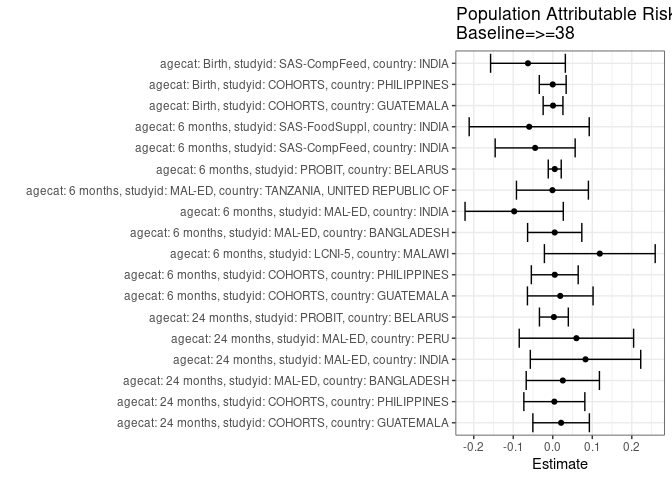 Population Attributable Risk
Baseline=>=38
agecat: Birth, studyid: SAS-CompFeed, country: INDIA
agecat: Birth, studyid: COHORTS, country: PHILIPPINES
agecat: Birth, studyid: COHORTS, country: GUATEMALA
agecat: 6 months, studyid: SAS-FoodSuppl, country: INDIA
agecat: 6 months, studyid: SAS-CompFeed, country: INDIA
agecat: 6 months, studyid: PROBIT, country: BELARUS
agecat: 6 months, studyid: MAL-ED, country: TANZANIA, UNITED REPUBLIC OF
agecat: 6 months, studyid: MAL-ED, country: INDIA
agecat: 6 months, studyid: MAL-ED, country: BANGLADESH
agecat: 6 months, studyid: LCNI-5, country: MALAWI
agecat: 6 months, studyid: COHORTS, country: PHILIPPINES
agecat: 6 months, studyid: COHORTS, country: GUATEMALA
agecat: 24 months, studyid: PROBIT, country: BELARUS
agecat: 24 months, studyid: MAL-ED, country: PERU
agecat: 24 months, studyid: MAL-ED, country: INDIA
agecat: 24 months, studyid: MAL-ED, country: BANGLADESH
agecat: 24 months, studyid: COHORTS, country: PHILIPPINES
agecat: 24 months, studyid: COHORTS, country: GUATEMALA
-0.2 -0.1 0.0 0.1 0.2
Estimate